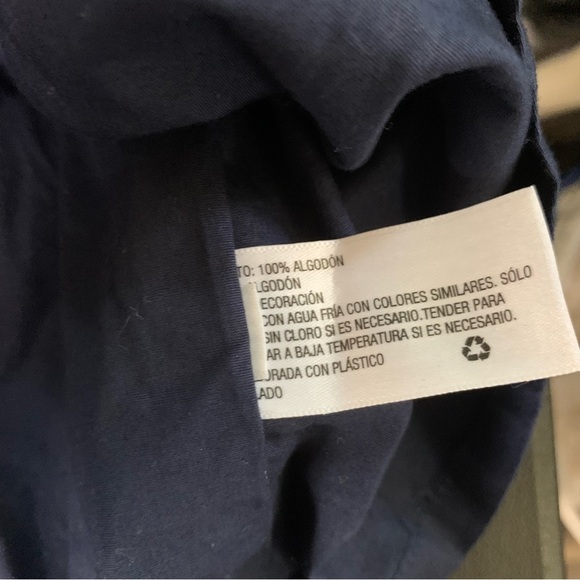 TO: 100% ALGODÓN
ALGODÓN
ECORACIÓN
CON AGUA FRÍA CON COLORES SIMILARES. SÓLO
SIN CLORO SI ES NECESARIO.TENDER PARA
AR A BAJA TEMPERATURA SI ES NECESARIO.
URADA CON PLÁSTICO
ADO